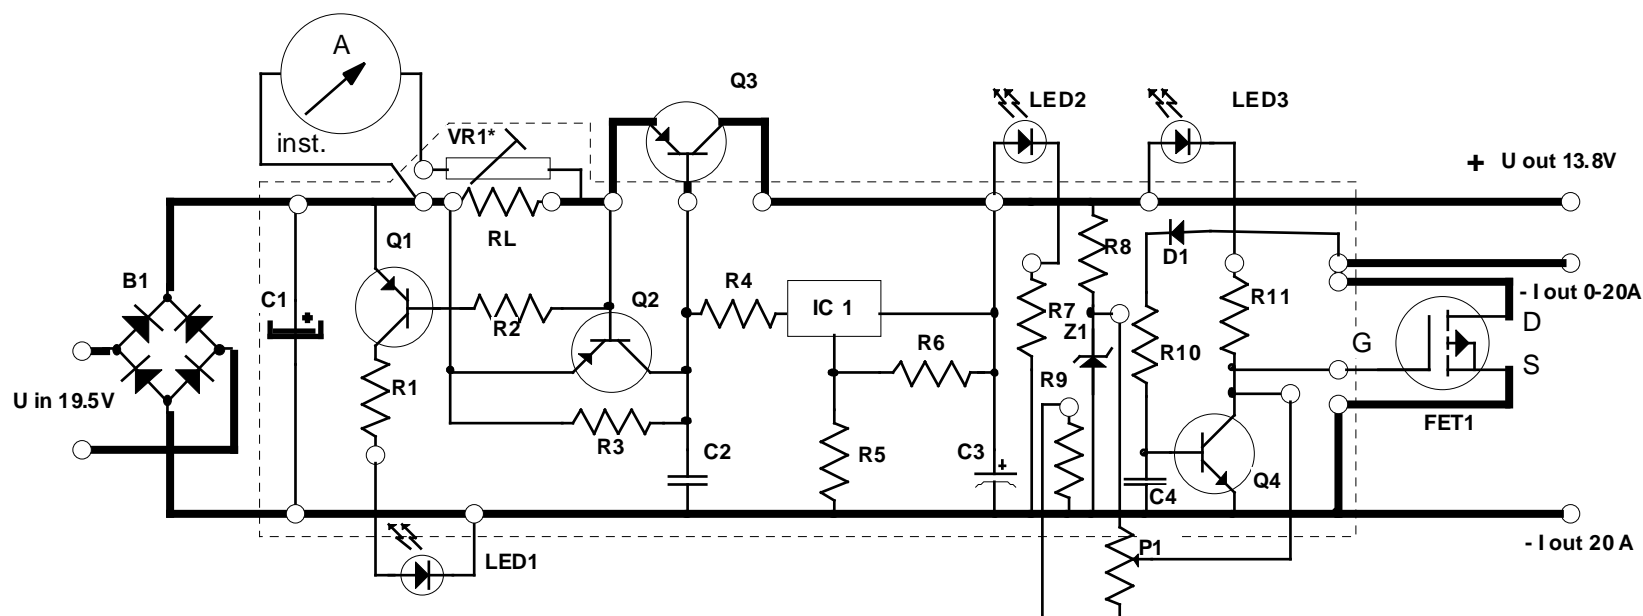 A
inst.
VR1*
Q3
LED2
LED3
+ U out 13.8V
RL
Q1
B1
C1
R2
Q2
R4
IC 1
R6
R7
Z1
R8
D1
R11
- I out 0-20A
D
G
S
R10
R9
FET1
U in 19.5V
R1
R3
C2
R5
C3
+
C4
Q4
P1
- I out 20 A
LED1
+